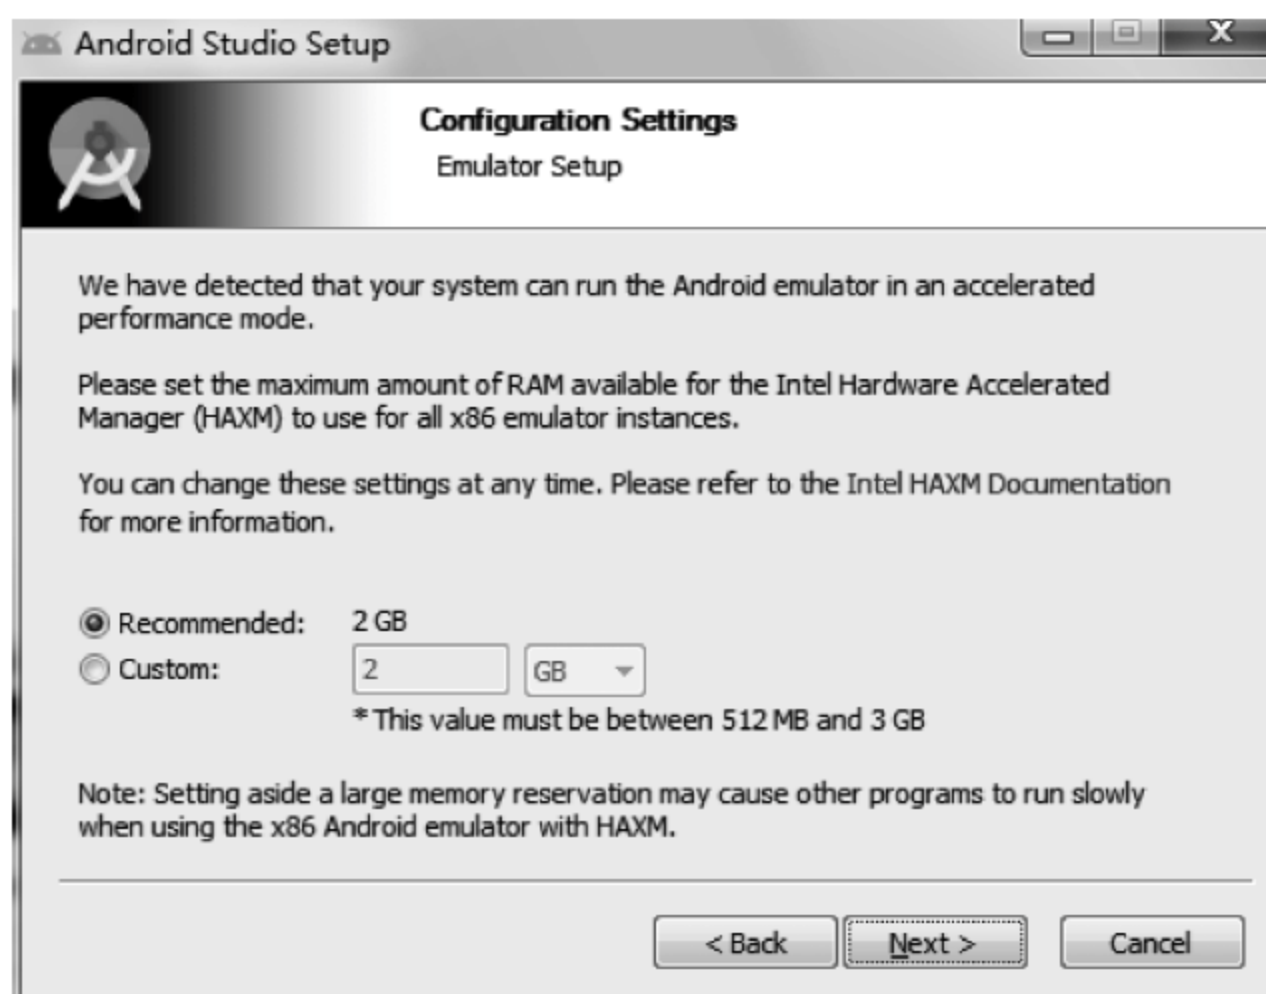 Android Studio Setup
Configuration Settings
Emulator Setup
We have detected that your system can run the Android emulator in an accelerated
performance mode.
Please set the maximum amount of RAM available for the Intel Hardware Accelerated
Manager (HAXM) to use for all x86 emulator instances.
You can change these settings at any time. Please refer to the Intel HAXM Documentation
for more information.
Recommended: 2 GB
Custom: 2 GB
* This value must be between 512 MB and 3 GB
Note: Setting aside a large memory reservation may cause other programs to run slowly
when using the x86 Android emulator with HAXM.
< Back Next > Cancel